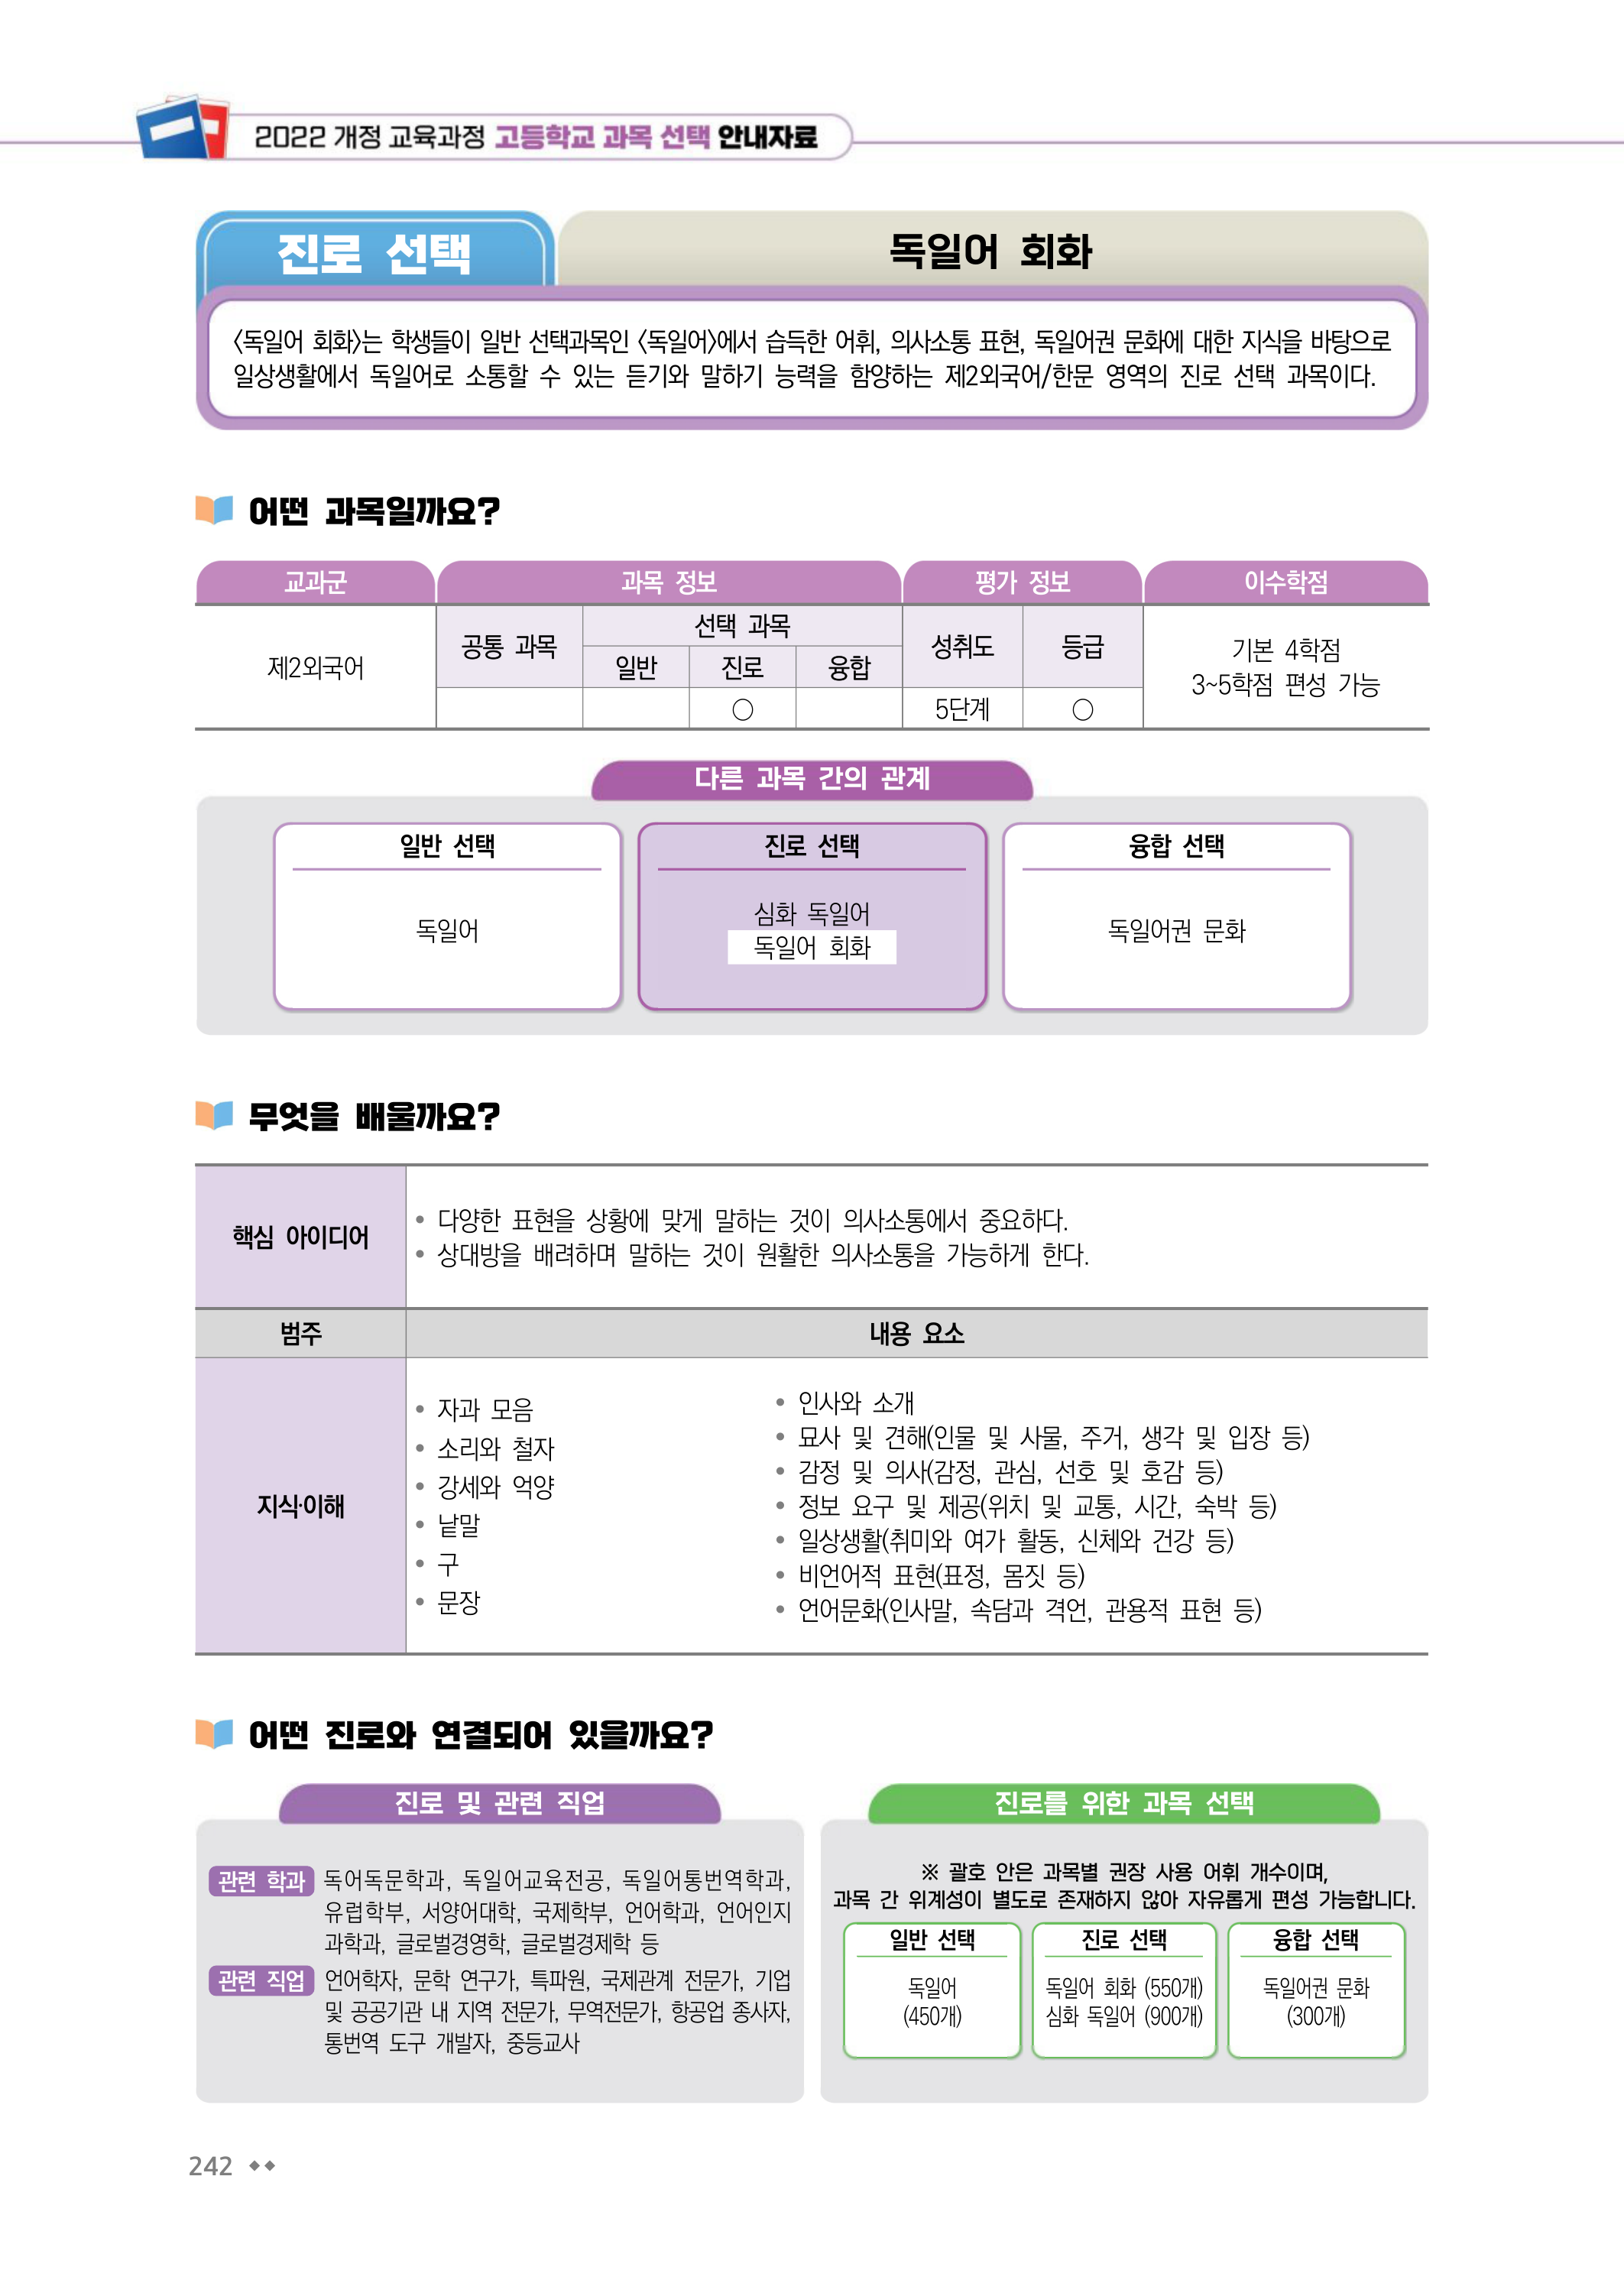 2022 개정 교육과정 고등학교 과목 선택 안내자료
진로 선택
독일어 회화
〈독일어 회화〉는 학생들이 일반 선택과목인 〈독일어〉에서 습득한 어휘, 의사소통 표현, 독일어권 문화에 대한 지식을 바탕으로
일상생활에서 독일어로 소통할 수 있는 듣기와 말하기 능력을 함양하는 제2외국어/한문 영역의 진로 선택 과목이다.
어떤 과목일까요?
교과군 과목 정보 평가 정보 이수학점
제2외국어
공통 과목
선택 과목
일반 진로 융합
성취도 등급
○ 5단계 ○
기본 4학점
3~5학점 편성 가능
다른 과목 간의 관계
일반 선택
독일어
진로 선택
심화 독일어
독일어 회화
융합 선택
독일어권 문화
무엇을 배울까요?
핵심 아이디어
• 다양한 표현을 상황에 맞게 말하는 것이 의사소통에서 중요하다.
• 상대방을 배려하며 말하는 것이 원활한 의사소통을 가능하게 한다.
범주 내용 요소
지식·이해
• 자과 모음
• 소리와 철자
• 강세와 억양
• 낱말
• 구
• 문장
• 인사와 소개
• 묘사 및 견해(인물 및 사물, 주거, 생각 및 입장 등)
• 감정 및 의사(감정, 관심, 선호 및 호감 등)
• 정보 요구 및 제공(위치 및 교통, 시간, 숙박 등)
• 일상생활(취미와 여가 활동, 신체와 건강 등)
• 비언어적 표현(표정, 몸짓 등)
• 언어문화(인사말, 속담과 격언, 관용적 표현 등)
어떤 진로와 연결되어 있을까요?
진로 및 관련 직업
관련 학과 독어독문학과, 독일어교육전공, 독일어통번역학과,
유럽학부, 서양어대학, 국제학부, 언어학과, 언어인지
과학과, 글로벌경영학, 글로벌경제학 등
관련 직업 언어학자, 문학 연구가, 특파원, 국제관계 전문가, 기업
및 공공기관 내 지역 전문가, 무역전문가, 항공업 종사자,
통번역 도구 개발자, 중등교사
진로를 위한 과목 선택
※ 괄호 안은 과목별 권장 사용 어휘 개수이며,
과목 간 위계성이 별도로 존재하지 않아 자유롭게 편성 가능합니다.
일반 선택
독일어
(450개)
진로 선택
독일어 회화 (550개)
심화 독일어 (900개)
융합 선택
독일어권 문화
(300개)
242